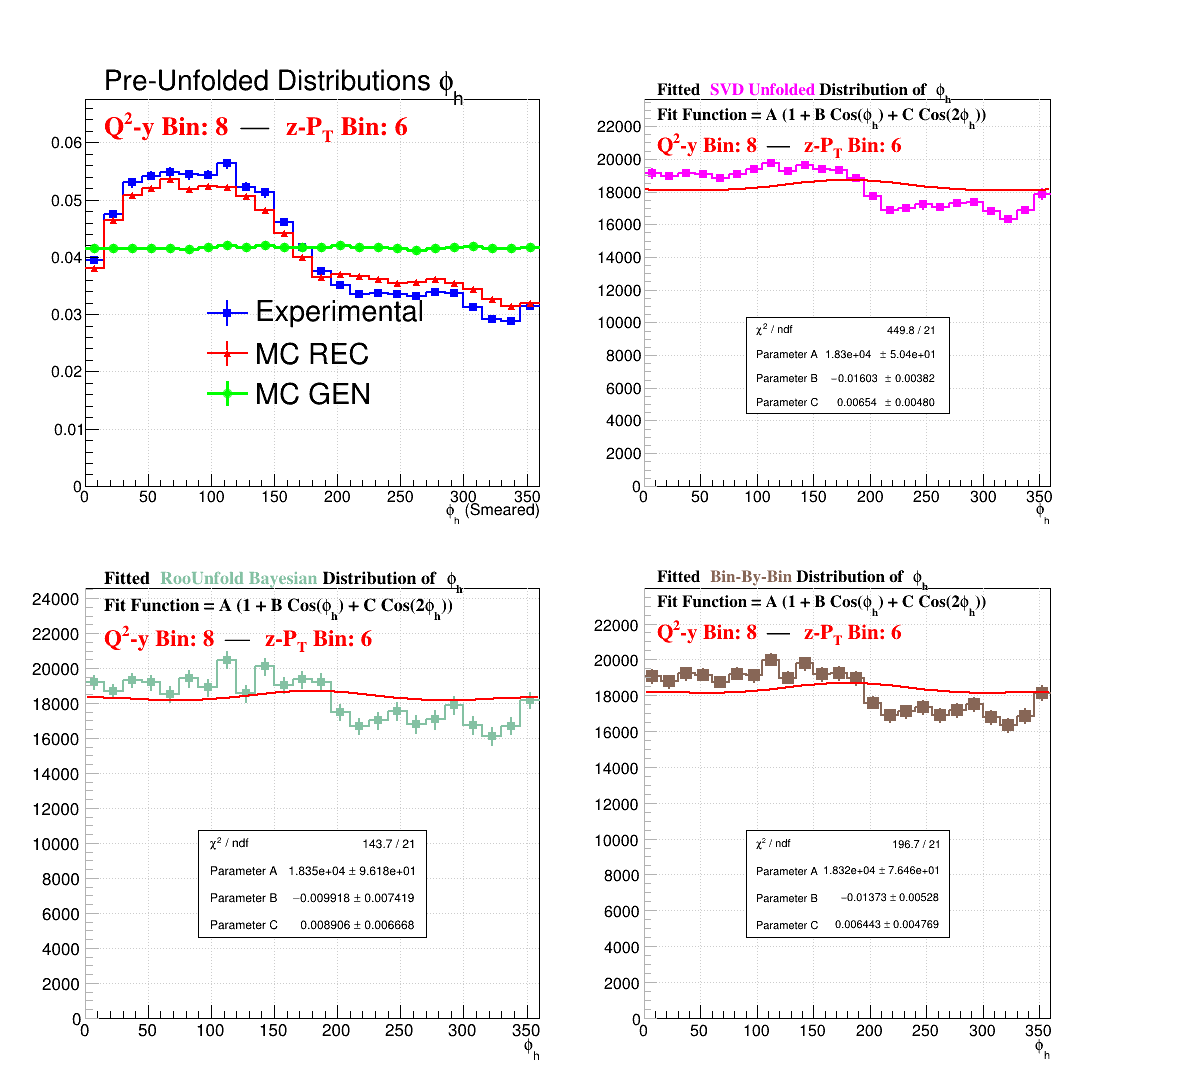 Pre-Unfolded Distributions ϕh
Q²-y Bin: 8 — z-PT Bin: 6
0.06
0.05
0.04
0.03
0.02
0.01
0
Experimental
MC REC
MC GEN
0 50 100 150 200 250 300 350
ϕh (Smeared)
Fitted SVD Unfolded Distribution of ϕh
Fit Function = A (1 + B Cos(ϕh) + C Cos(2ϕh))
Q²-y Bin: 8 — z-PT Bin: 6
22000
20000
18000
16000
14000
12000
10000
8000
6000
4000
2000
0
χ² / ndf 449.8 / 21
Parameter A 1.83e+04 ± 5.04e+01
Parameter B −0.01603 ± 0.00382
Parameter C 0.00654 ± 0.00480
0 50 100 150 200 250 300 350
ϕh
Fitted RooUnfold Bayesian Distribution of ϕh
Fit Function = A (1 + B Cos(ϕh) + C Cos(2ϕh))
Q²-y Bin: 8 — z-PT Bin: 6
24000
22000
20000
18000
16000
14000
12000
10000
8000
6000
4000
2000
0
χ² / ndf 143.7 / 21
Parameter A 1.835e+04 ± 9.618e+01
Parameter B −0.009918 ± 0.007419
Parameter C 0.008906 ± 0.006668
0 50 100 150 200 250 300 350
ϕh
Fitted Bin-By-Bin Distribution of ϕh
Fit Function = A (1 + B Cos(ϕh) + C Cos(2ϕh))
Q²-y Bin: 8 — z-PT Bin: 6
22000
20000
18000
16000
14000
12000
10000
8000
6000
4000
2000
0
χ² / ndf 196.7 / 21
Parameter A 1.832e+04 ± 7.646e+01
Parameter B −0.01373 ± 0.00528
Parameter C 0.006443 ± 0.004769
0 50 100 150 200 250 300 350
ϕh